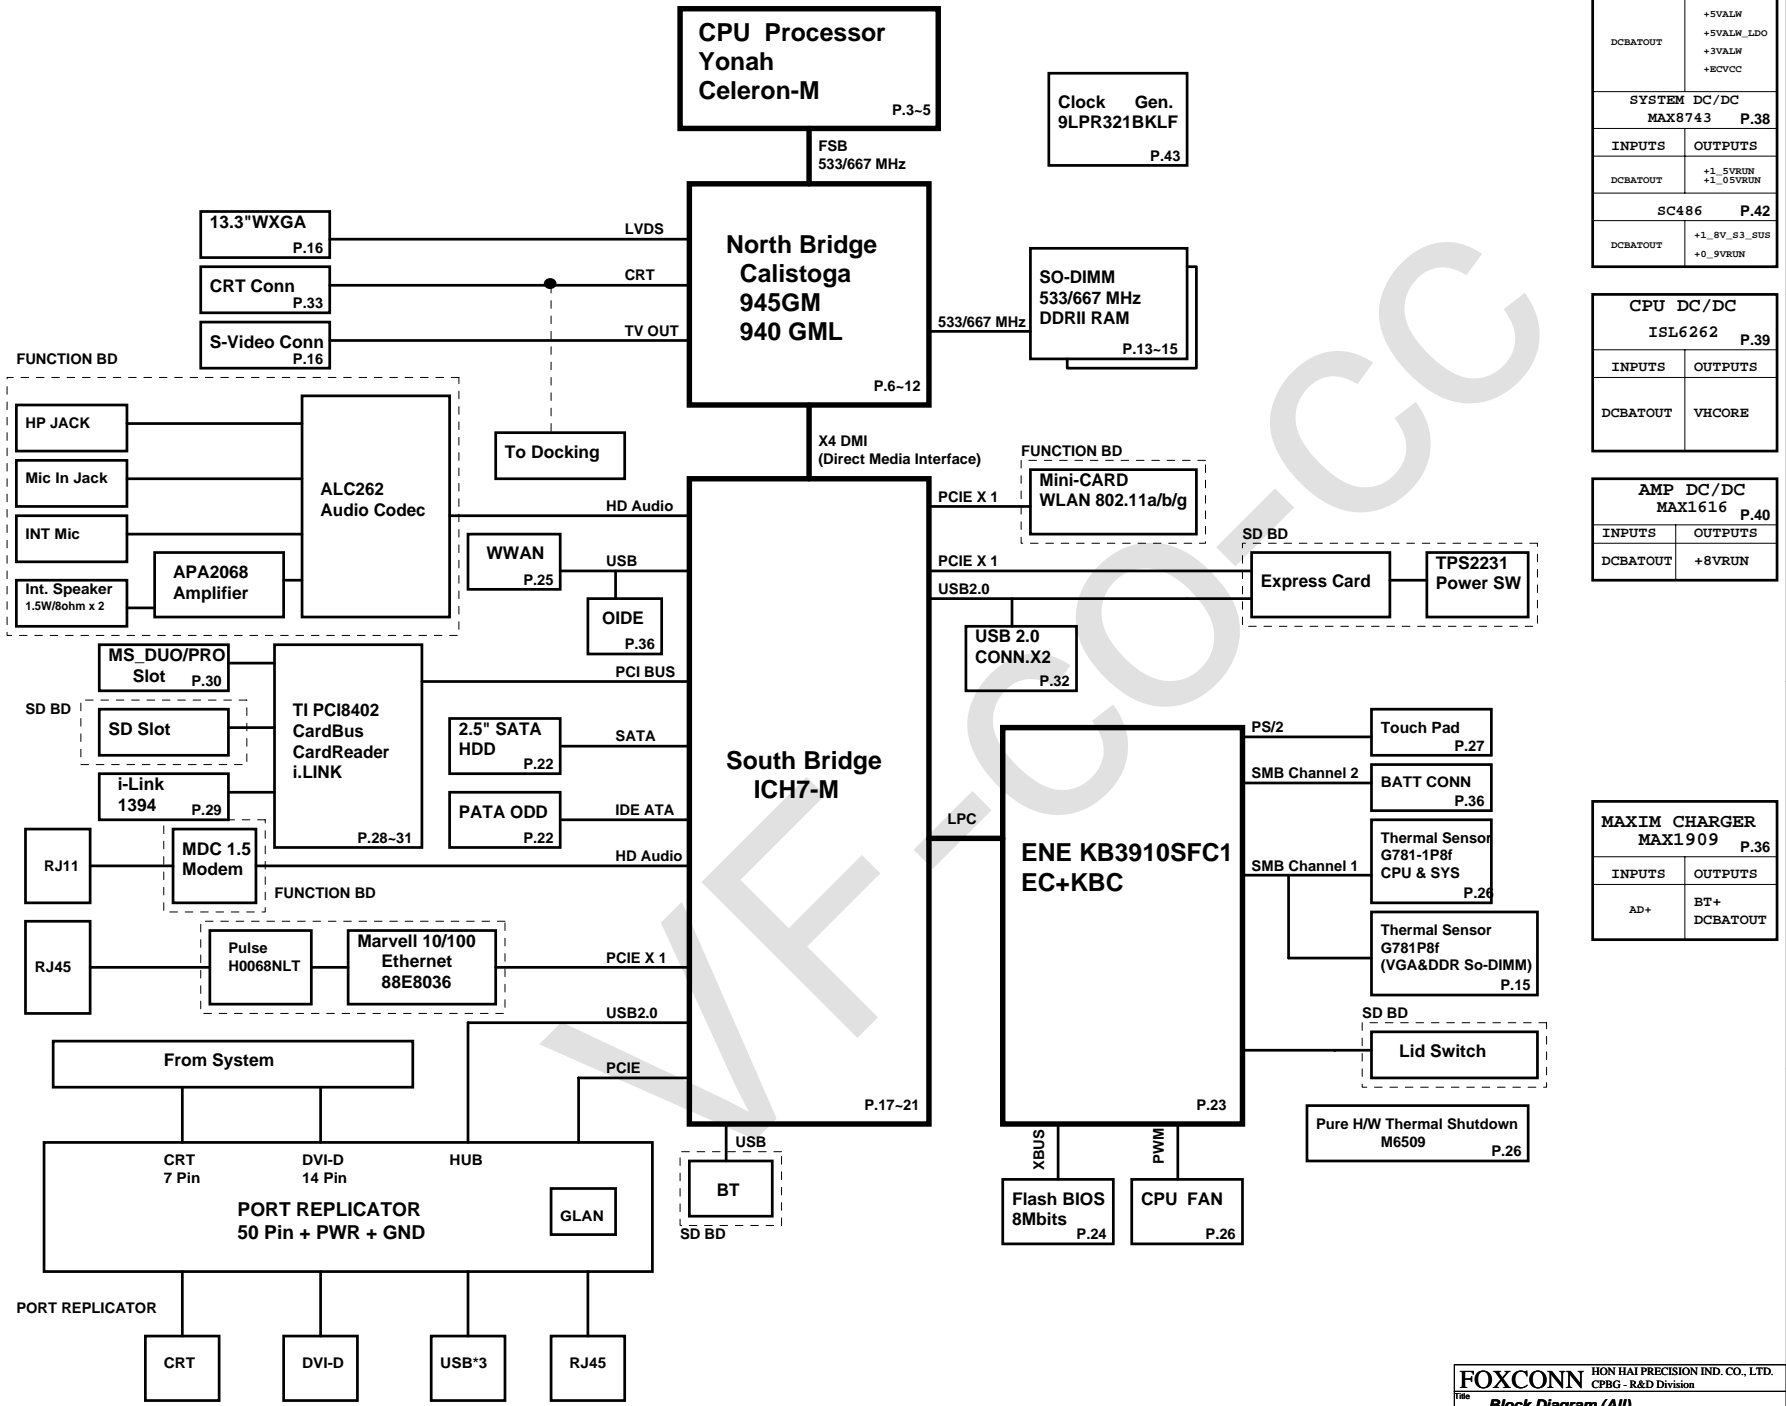 CPU Processor
Yonah
Celeron-M
P.3~5
FSB
533/667 MHz
Clock Gen.
9LPR321BKLF
P.43
North Bridge
Calistoga
945GM
940 GML
P.6~12
13.3"WXGA
P.16
LVDS
CRT Conn
P.33
CRT
S-Video Conn
P.16
TV OUT
To Docking
533/667 MHz
SO-DIMM
533/667 MHz
DDRII RAM
P.13~15
X4 DMI
(Direct Media Interface)
FUNCTION BD
HP JACK
Mic In Jack
INT Mic
Int. Speaker
1.5W/8ohm x 2
APA2068
Amplifier
ALC262
Audio Codec
HD Audio
WWAN
P.25
USB
OIDE
P.36
MS_DUO/PRO
Slot
P.30
SD BD
SD Slot
i-Link
1394
P.29
TI PCI8402
CardBus
CardReader
i.LINK
P.28~31
PCI BUS
2.5" SATA
HDD
P.22
SATA
PATA ODD
P.22
IDE ATA
RJ11
MDC 1.5
Modem
FUNCTION BD
HD Audio
RJ45
Pulse
H0068NLT
Marvell 10/100
Ethernet
88E8036
PCIE X 1
USB2.0
PCIE
South Bridge
ICH7-M
P.17~21
FUNCTION BD
Mini-CARD
WLAN 802.11a/b/g
PCIE X 1
SD BD
PCIE X 1
USB2.0
Express Card
TPS2231
Power SW
USB 2.0
CONN.X2
P.32
LPC
ENE KB3910SFC1
EC+KBC
P.23
PS/2
Touch Pad
P.27
SMB Channel 2
BATT CONN
P.36
SMB Channel 1
Thermal Sensor
G781-1P8f
CPU & SYS
P.26
Thermal Sensor
G781P8f
(VGA&DDR So-DIMM)
P.15
SD BD
Lid Switch
Pure H/W Thermal Shutdown
M6509
P.26
XBUS
PWM
Flash BIOS
8Mbits
P.24
CPU FAN
P.26
USB
BT
SD BD
From System
CRT
7 Pin
DVI-D
14 Pin
HUB
PORT REPLICATOR
50 Pin + PWR + GND
GLAN
PORT REPLICATOR
CRT
DVI-D
USB*3
RJ45
DCBATOUT
+5VALW
+5VALW_LDO
+3VALW
+ECVCC
SYSTEM DC/DC
MAX8743 P.38
INPUTS OUTPUTS
DCBATOUT
+1_5VRUN
+1_05VRUN
SC486 P.42
DCBATOUT
+1_8V_S3_SUS
+0_9VRUN
CPU DC/DC
ISL6262 P.39
INPUTS OUTPUTS
DCBATOUT VHCORE
AMP DC/DC
MAX1616 P.40
INPUTS OUTPUTS
DCBATOUT +8VRUN
MAXIM CHARGER
MAX1909 P.36
INPUTS OUTPUTS
AD+
BT+
DCBATOUT
FOXCONN HON HAI PRECISION IND. CO., LTD.
CPBG - R&D Division
Title
Block Diagram (All)
VF-CO-CC